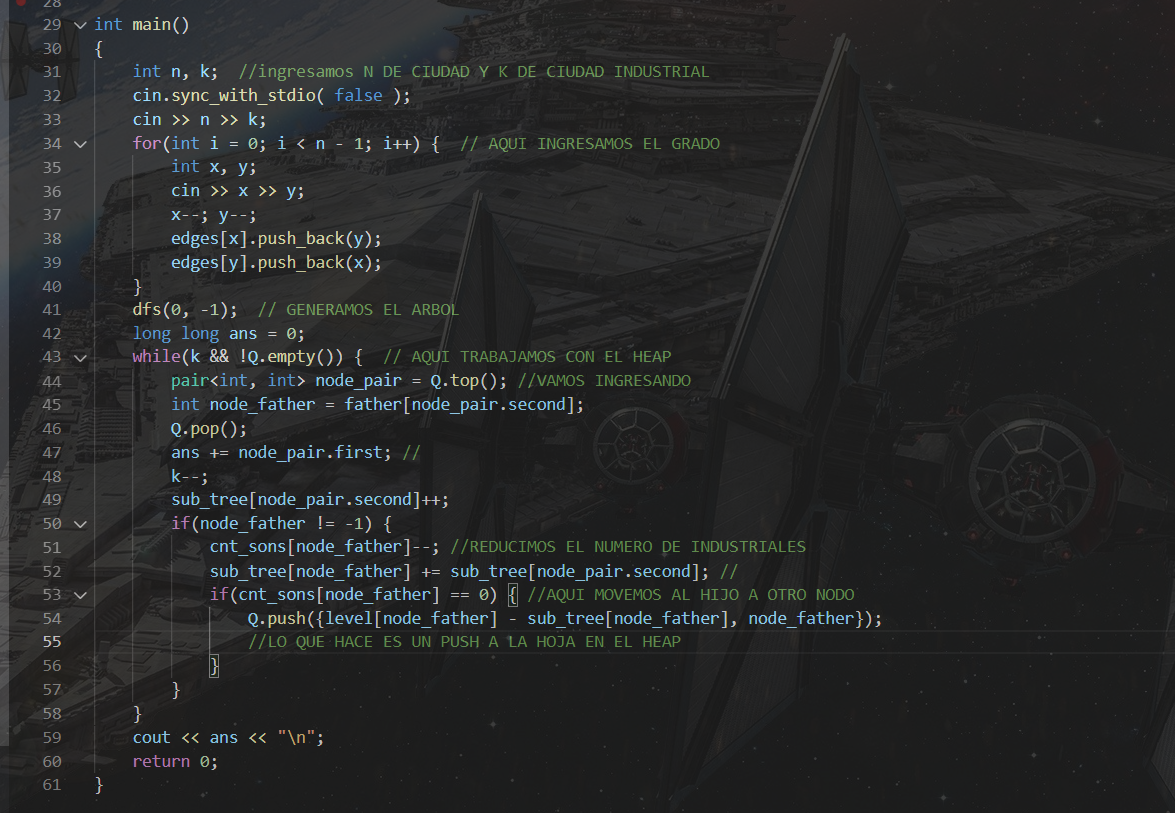 28
29 int main()
30 {
31 int n, k;  //ingresamos N DE CIUDAD Y K DE CIUDAD INDUSTRIAL
32 cin.sync_with_stdio( false );
33 cin >> n >> k;
34 for(int i = 0; i < n - 1; i++) {  // AQUI INGRESAMOS EL GRADO
35 int x, y;
36 cin >> x >> y;
37 x--; y--;
38 edges[x].push_back(y);
39 edges[y].push_back(x);
40 }
41 dfs(0, -1);  // GENERAMOS EL ARBOL
42 long long ans = 0;
43 while(k && !Q.empty()) {  // AQUI TRABAJAMOS CON EL HEAP
44 pair<int, int> node_pair = Q.top(); //VAMOS INGRESANDO
45 int node_father = father[node_pair.second];
46 Q.pop();
47 ans += node_pair.first; //
48 k--;
49 sub_tree[node_pair.second]++;
50 if(node_father != -1) {
51 cnt_sons[node_father]--; //REDUCIMOS EL NUMERO DE INDUSTRIALES
52 sub_tree[node_father] += sub_tree[node_pair.second]; //
53 if(cnt_sons[node_father] == 0) { //AQUI MOVEMOS AL HIJO A OTRO NODO
54 Q.push({level[node_father] - sub_tree[node_father], node_father});
55 //LO QUE HACE ES UN PUSH A LA HOJA EN EL HEAP
56 }
57 }
58 }
59 cout << ans << "\n";
60 return 0;
61 }